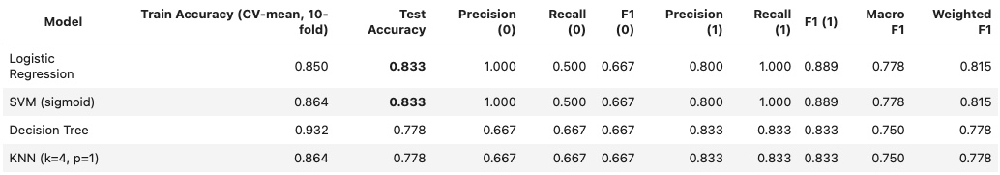 Model Train Accuracy (CV-mean, 10-fold) Test Accuracy Precision (0) Recall (0) F1 (0) Precision (1) Recall (1) F1 (1) Macro F1 Weighted F1
Logistic Regression 0.850 0.833 1.000 0.500 0.667 0.800 1.000 0.889 0.778 0.815
SVM (sigmoid) 0.864 0.833 1.000 0.500 0.667 0.800 1.000 0.889 0.778 0.815
Decision Tree 0.932 0.778 0.667 0.667 0.667 0.833 0.833 0.833 0.750 0.778
KNN (k=4, p=1) 0.864 0.778 0.667 0.667 0.667 0.833 0.833 0.833 0.750 0.778